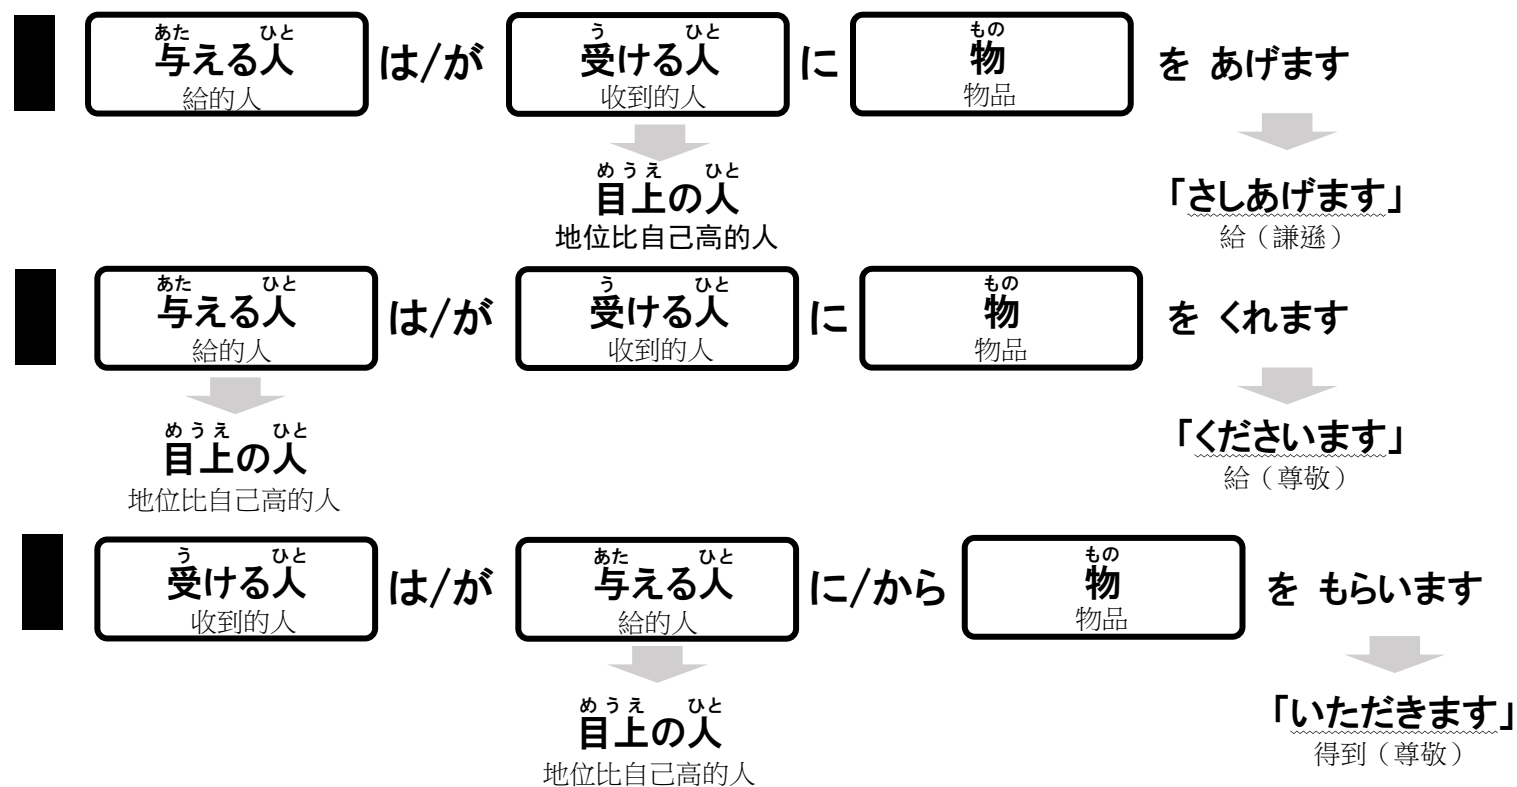 あた ひと う ひと もの
与える人 は/が 受ける人 に 物 を あげます
給的人 收到的人 物品
めうえ ひと
目上の人 「さしあげます」
地位比自己高的人 給（謙遜）
あた ひと う ひと もの
与える人 は/が 受ける人 に 物 を くれます
給的人 收到的人 物品
めうえ ひと
目上の人 「くださいます」
地位比自己高的人 給（尊敬）
う ひと あた ひと もの
受ける人 は/が 与える人 に/から 物 を もらいます
收到的人 給的人 物品
めうえ ひと
目上の人 「いただきます」
地位比自己高的人 得到（尊敬）